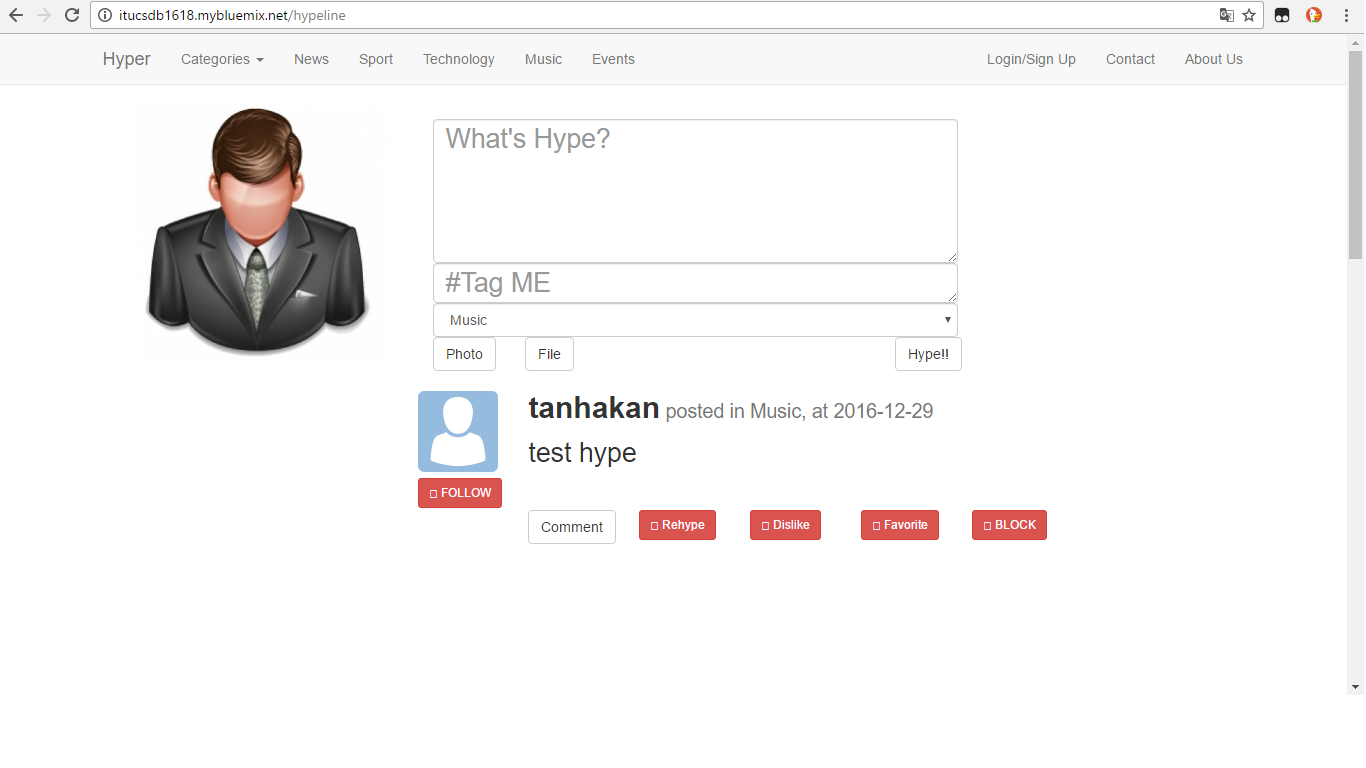 itucsdb1618.mybluemix.net/hypeline
Hyper Categories News Sport Technology Music Events Login/Sign Up Contact About Us
What's Hype?
#Tag ME
Music
Photo File Hype!!
tanhakan posted in Music, at 2016-12-29
test hype
FOLLOW
Comment Rehype Dislike Favorite BLOCK